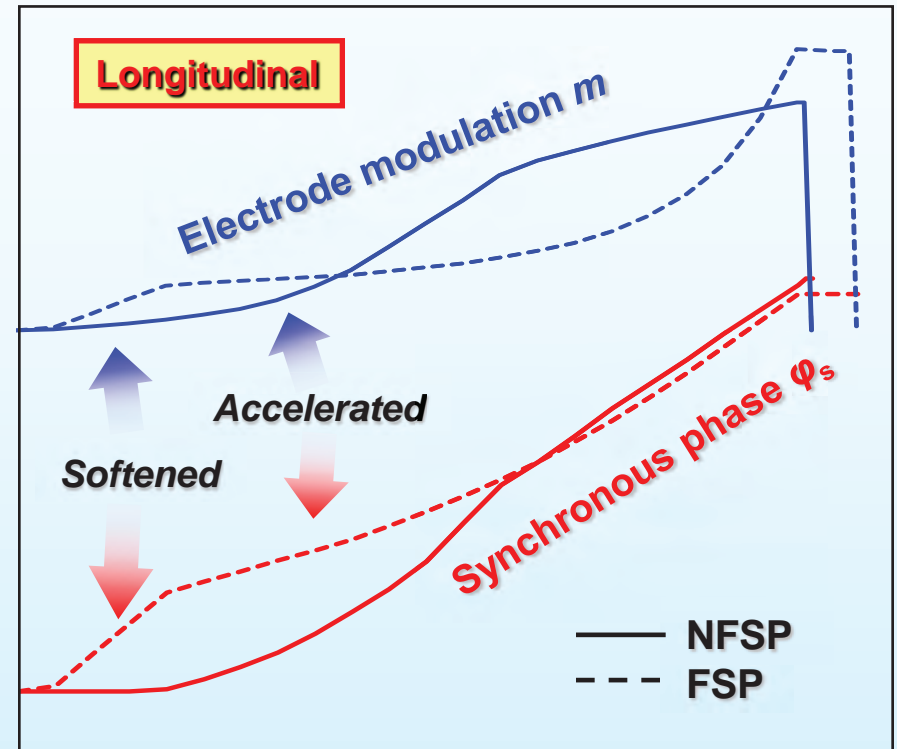 Longitudinal
Electrode modulation m
Accelerated
Softened
Synchronous phase φs
NFSP
FSP